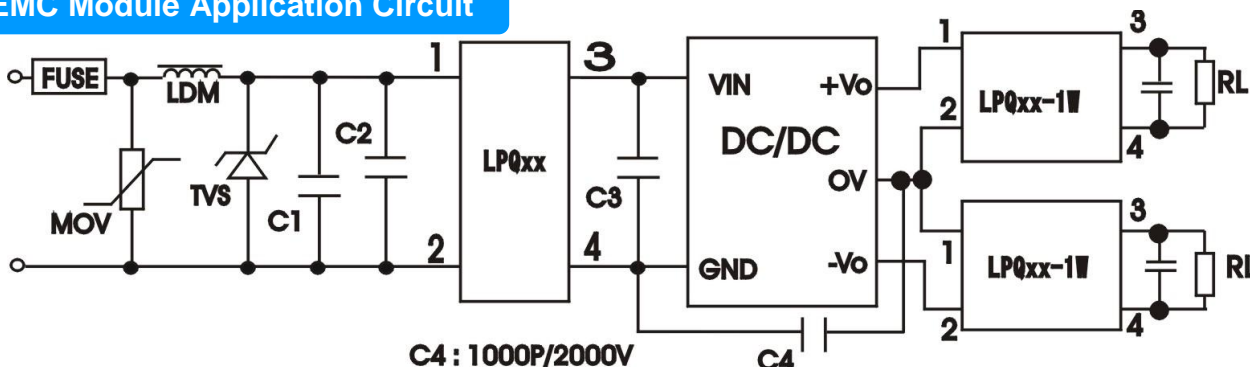 EMC Module Application Circuit
FUSE
LDM
MOV
TVS
C1
C2
1
2
LPQxx
3
4
C3
VIN
GND
DC/DC
+Vo
0V
-Vo
C4
C4 : 1000P/2000V
1
2
LPQxx-1W
3
4
RL
1
2
LPQxx-1W
3
4
RL